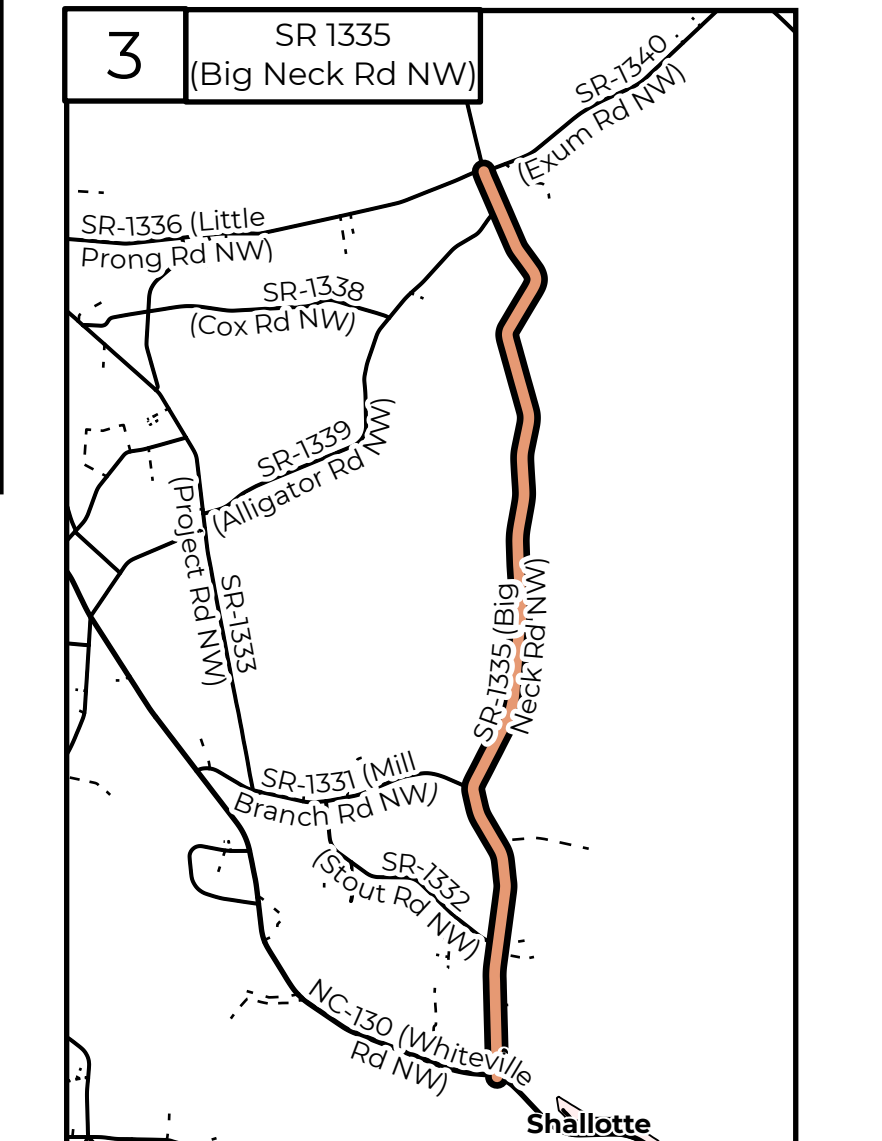 3
SR 1335
(Big Neck Rd NW)
SR-1340
(Exum Rd NW)
SR-1336 (Little
Prong Rd NW)
SR-1338
(Cox Rd NW)
SR-1339
(Alligator Rd NW)
(Project Rd NW)
SR-1333
SR-1335 (Big
Neck Rd NW)
SR-1331 (Mill
Branch Rd NW)
SR-1332
(Stout Rd NW)
NC-130 (Whiteville
Rd NW)
Shallotte